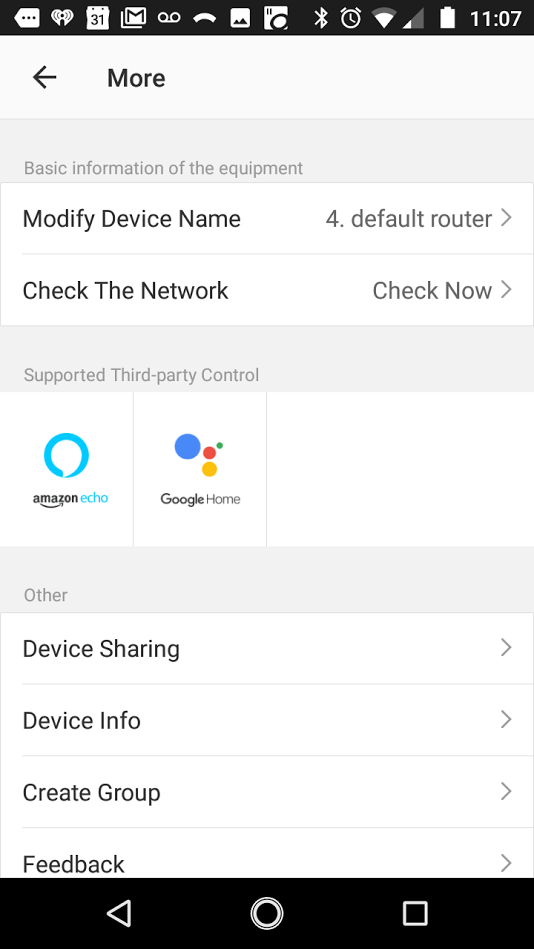 31
11:07
More
Basic information of the equipment
Modify Device Name 4. default router
Check The Network Check Now
Supported Third-party Control
amazon echo
Google Home
Other
Device Sharing
Device Info
Create Group
Feedback